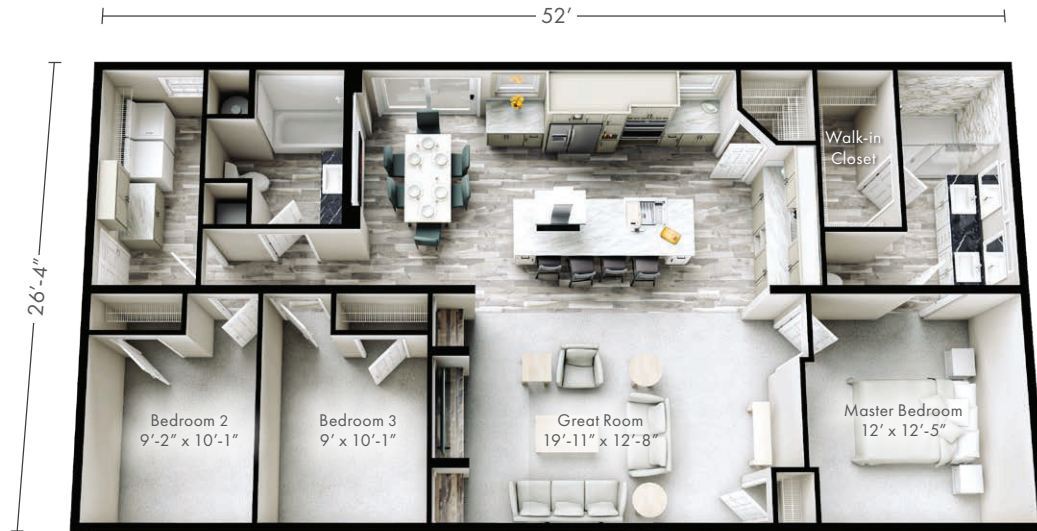 52’
26’-4”
Walk-in
Closet
Bedroom 2
9’-2” x 10’-1”
Bedroom 3
9’ x 10’-1”
Great Room
19’-11” x 12’-8”
Master Bedroom
12’ x 12’-5”